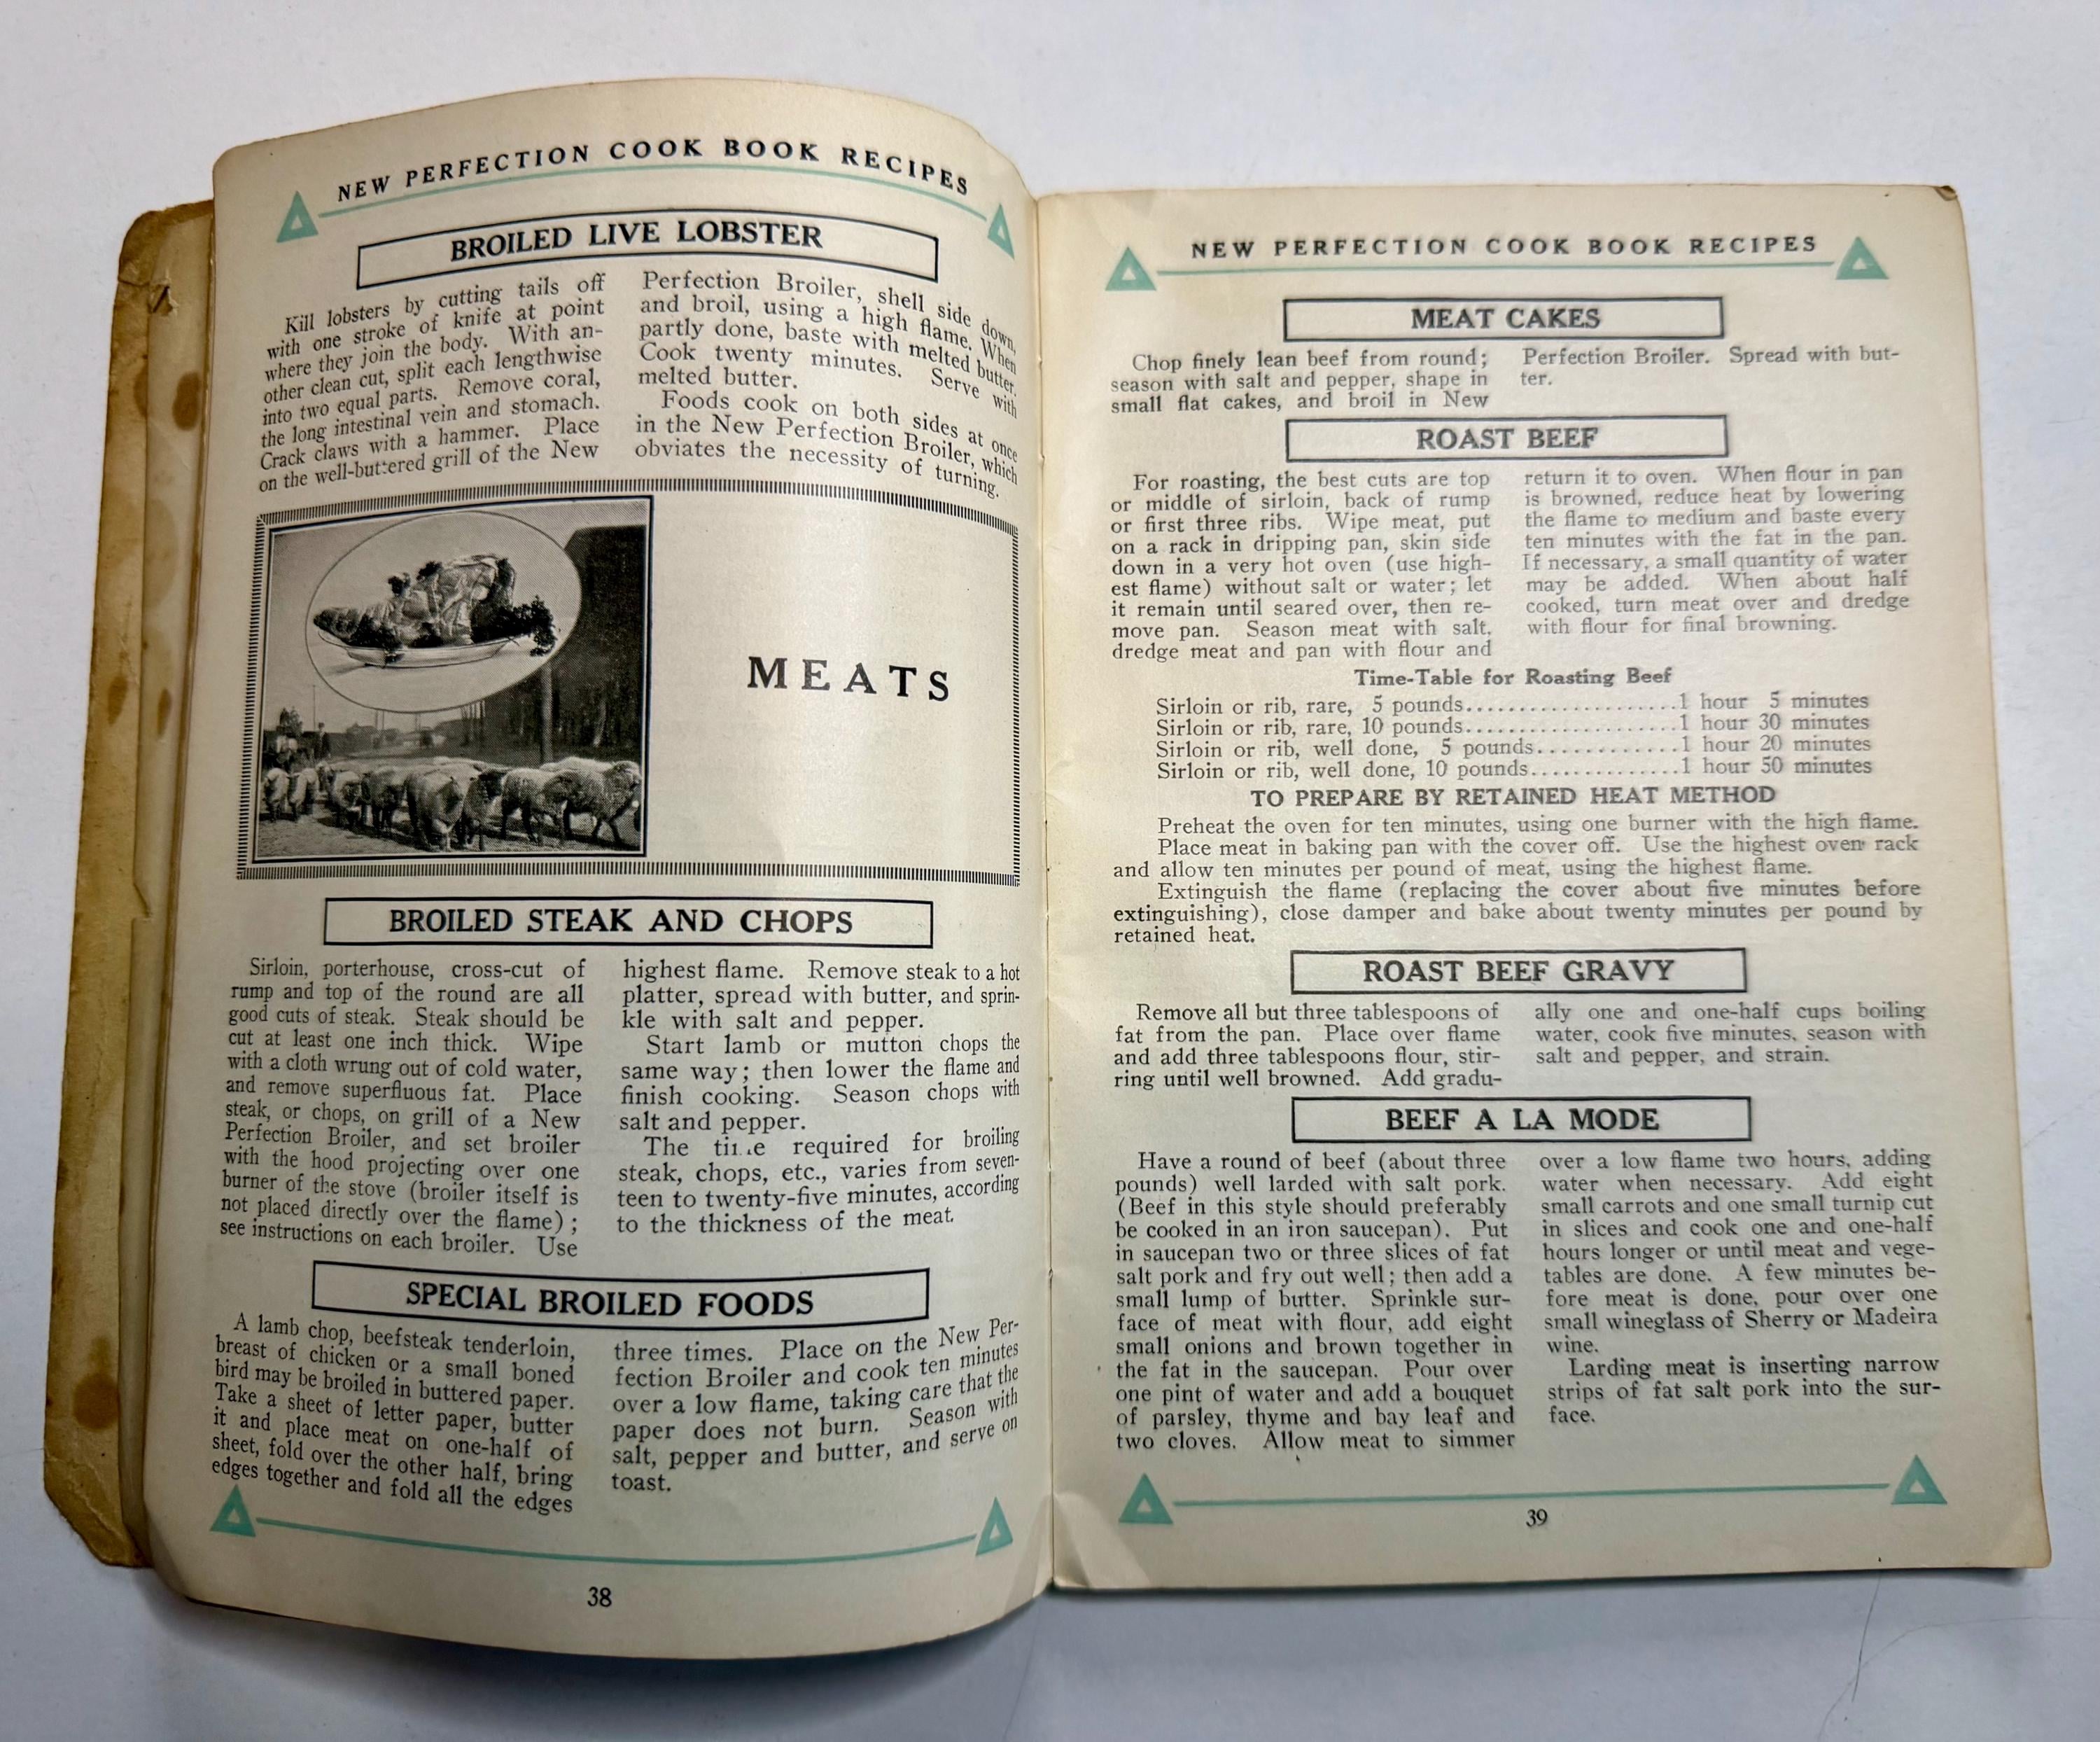 NEW PERFECTION COOK BOOK RECIPES
BROILED LIVE LOBSTER
Kill lobsters by cutting tails off
with one stroke of knife at point
where they join the body. With an-
other clean cut, split each lengthwise
into two equal parts. Remove coral,
the long intestinal vein and stomach.
Crack claws with a hammer. Place
on the well-buttered grill of the New
Perfection Broiler, shell side down,
and broil, using a high flame. When
partly done, baste with melted butter.
Cook twenty minutes. Serve with
melted butter.
Foods cook on both sides at once
in the New Perfection Broiler, which
obviates the necessity of turning.
MEATS
BROILED STEAK AND CHOPS
Sirloin, porterhouse, cross-cut of
rump and top of the round are all
good cuts of steak. Steak should be
cut at least one inch thick. Wipe
with a cloth wrung out of cold water,
and remove superfluous fat. Place
steak, or chops, on grill of a New
Perfection Broiler, and set broiler
with the hood projecting over one
burner of the stove (broiler itself is
not placed directly over the flame);
see instructions on each broiler. Use
highest flame. Remove steak to a hot
platter, spread with butter, and sprin-
kle with salt and pepper.
Start lamb or mutton chops the
same way; then lower the flame and
finish cooking. Season chops with
salt and pepper.
The time required for broiling
steak, chops, etc., varies from seven-
teen to twenty-five minutes, according
to the thickness of the meat.
SPECIAL BROILED FOODS
A lamb chop, beefsteak tenderloin,
breast of chicken or a small boned
bird may be broiled in buttered paper.
Take a sheet of letter paper, butter
it and place meat on one-half of
sheet, fold over the other half, bring
edges together and fold all the edges
three times. Place on the New Per-
fection Broiler and cook ten minutes
over a low flame, taking care that the
paper does not burn. Season with
salt, pepper and butter, and serve on
toast.
38
NEW PERFECTION COOK BOOK RECIPES
MEAT CAKES
Chop finely lean beef from round;
season with salt and pepper, shape in
small flat cakes, and broil in New
Perfection Broiler. Spread with but-
ter.
ROAST BEEF
For roasting, the best cuts are top
or middle of sirloin, back of rump
or first three ribs. Wipe meat, put
on a rack in dripping pan, skin side
down in a very hot oven (use high-
est flame) without salt or water; let
it remain until seared over, then re-
move pan. Season meat with salt,
dredge meat and pan with flour and
return it to oven. When flour in pan
is browned, reduce heat by lowering
the flame to medium and baste every
ten minutes with the fat in the pan.
If necessary, a small quantity of water
may be added. When about half
cooked, turn meat over and dredge
with flour for final browning.
Time-Table for Roasting Beef
Sirloin or rib, rare, 5 pounds....................1 hour 5 minutes
Sirloin or rib, rare, 10 pounds....................1 hour 30 minutes
Sirloin or rib, well done, 5 pounds.............1 hour 20 minutes
Sirloin or rib, well done, 10 pounds..............1 hour 50 minutes
TO PREPARE BY RETAINED HEAT METHOD
Preheat the oven for ten minutes, using one burner with the high flame.
Place meat in baking pan with the cover off. Use the highest oven rack
and allow ten minutes per pound of meat, using the highest flame.
Extinguish the flame (replacing the cover about five minutes before
extinguishing), close damper and bake about twenty minutes per pound by
retained heat.
ROAST BEEF GRAVY
Remove all but three tablespoons of
fat from the pan. Place over flame
and add three tablespoons flour, stir-
ring until well browned. Add gradu-
ally one and one-half cups boiling
water, cook five minutes, season with
salt and pepper, and strain.
BEEF A LA MODE
Have a round of beef (about three
pounds) well larded with salt pork.
(Beef in this style should preferably
be cooked in an iron saucepan). Put
in saucepan two or three slices of fat
salt pork and fry out well; then add a
small lump of butter. Sprinkle sur-
face of meat with flour, add eight
small onions and brown together in
the fat in the saucepan. Pour over
one pint of water and add a bouquet
of parsley, thyme and bay leaf and
two cloves. Allow meat to simmer
over a low flame two hours, adding
water when necessary. Add eight
small carrots and one small turnip cut
in slices and cook one and one-half
hours longer or until meat and vege-
tables are done. A few minutes be-
fore meat is done, pour over one
small wineglass of Sherry or Madeira
wine.
Larding meat is inserting narrow
strips of fat salt pork into the sur-
face.
39